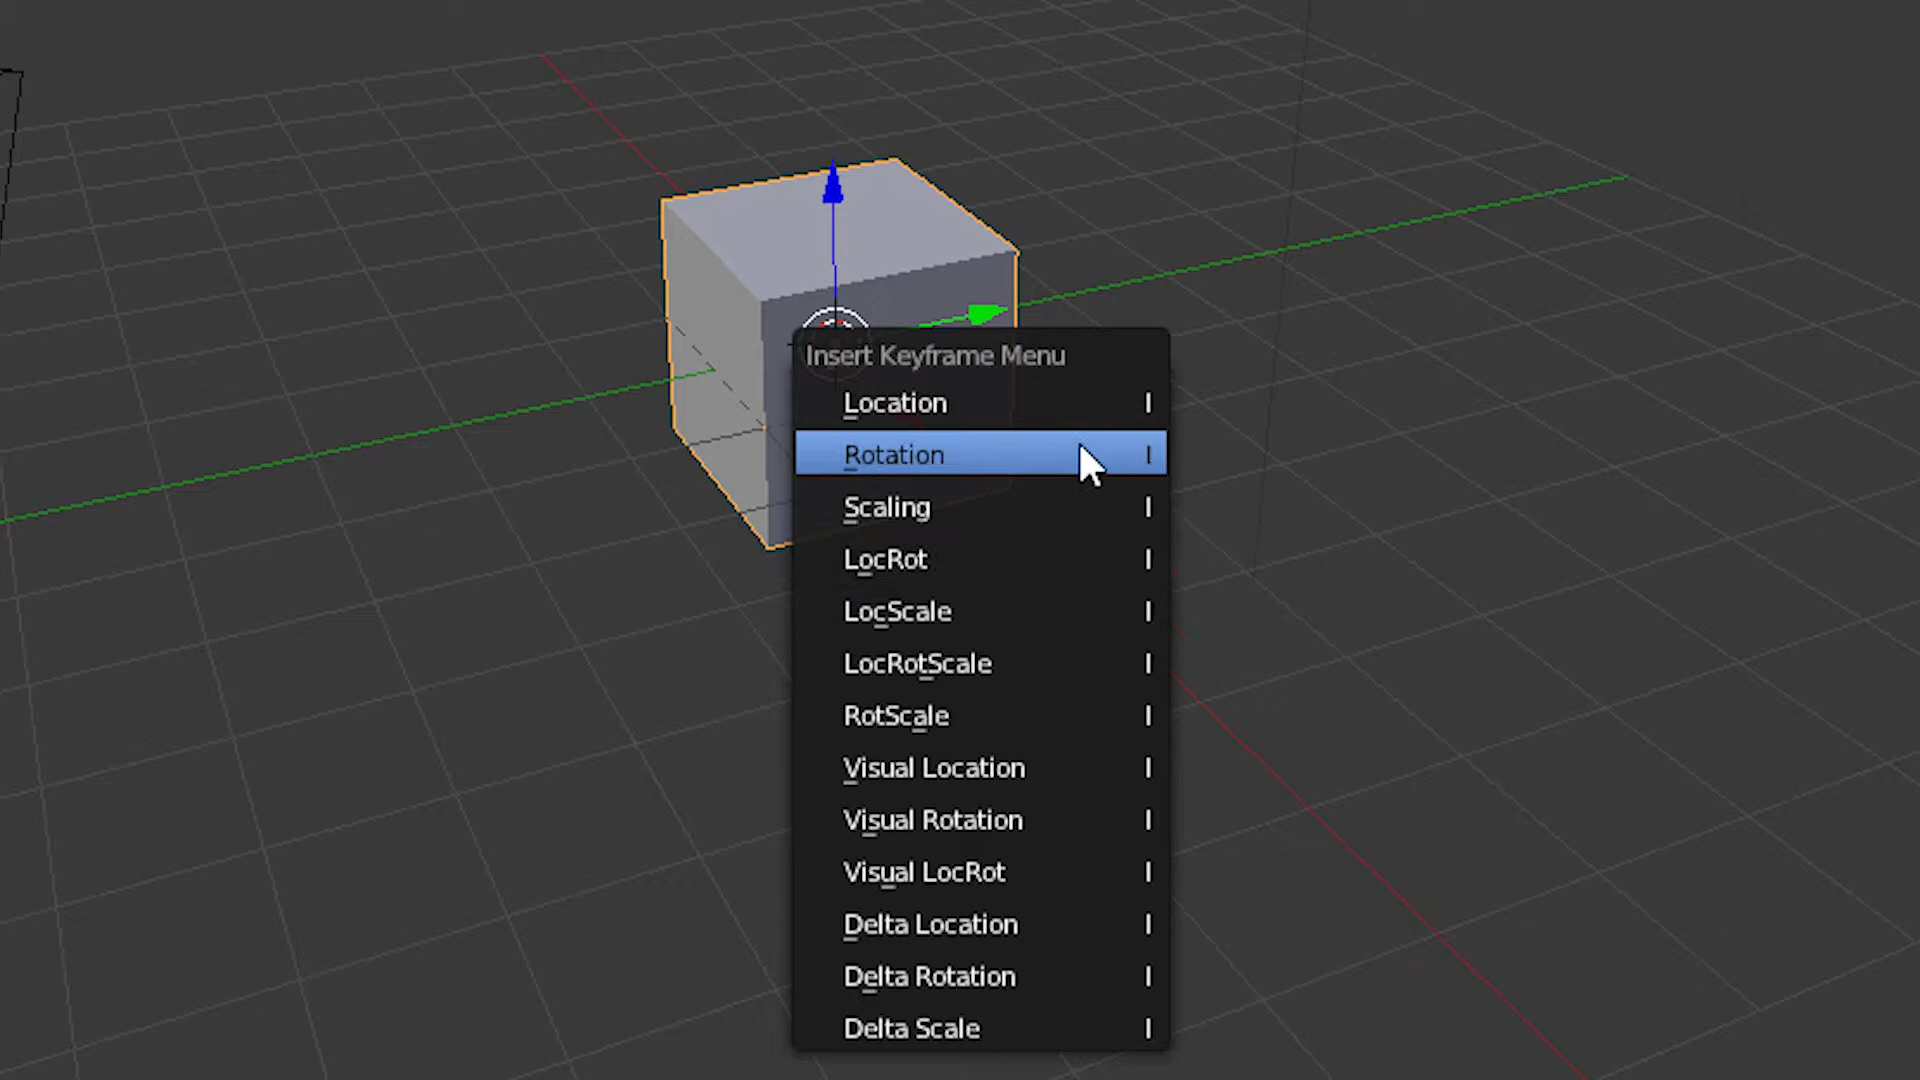 Insert Keyframe Menu
Location I
Rotation I
Scaling I
LocRot I
LocScale I
LocRotScale I
RotScale I
Visual Location I
Visual Rotation I
Visual LocRot I
Delta Location I
Delta Rotation I
Delta Scale I